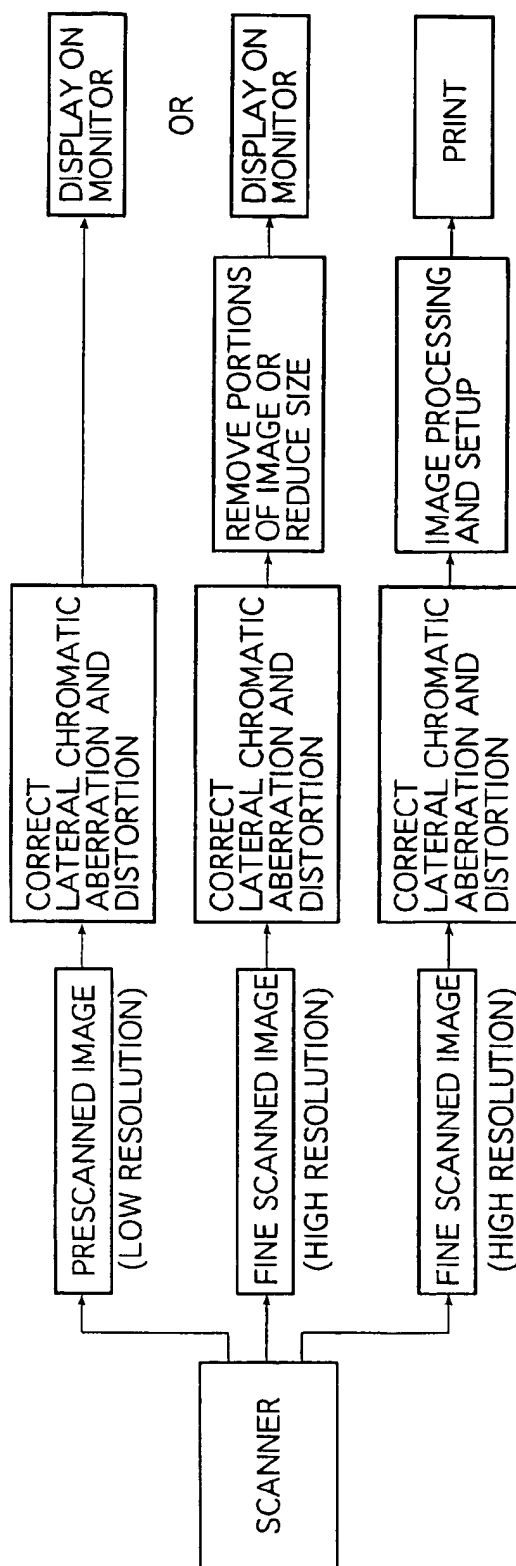 SCANNER
PRESCANNED IMAGE
(LOW RESOLUTION)
CORRECT
LATERAL CHROMATIC
ABERRATION AND
DISTORTION
DISPLAY ON
MONITOR
OR
FINE SCANNED IMAGE
(HIGH RESOLUTION)
CORRECT
LATERAL CHROMATIC
ABERRATION AND
DISTORTION
REMOVE PORTIONS
OF IMAGE OR
REDUCE SIZE
DISPLAY ON
MONITOR
FINE SCANNED IMAGE
(HIGH RESOLUTION)
CORRECT
LATERAL CHROMATIC
ABERRATION AND
DISTORTION
IMAGE PROCESSING
AND SETUP
PRINT